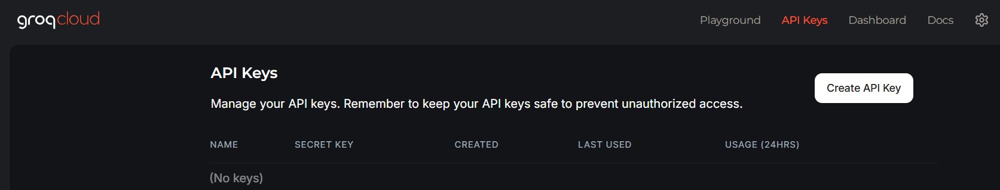 groqcloud
Playground API Keys Dashboard Docs
API Keys
Create API Key
Manage your API keys. Remember to keep your API keys safe to prevent unauthorized access.
NAME SECRET KEY CREATED LAST USED USAGE (24HRS)
(No keys)